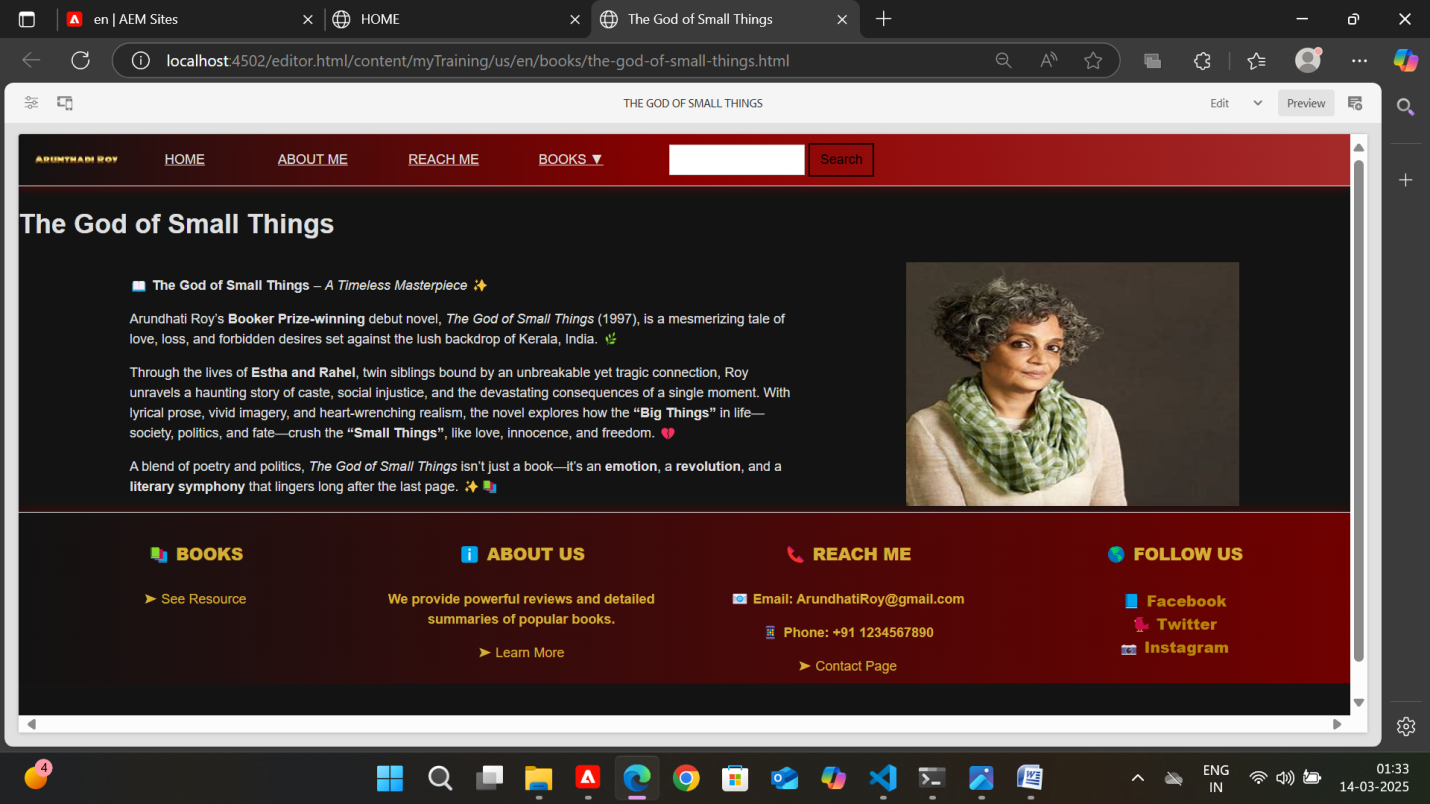 en | AEM Sites
HOME
The God of Small Things
localhost:4502/editor.html/content/myTraining/us/en/books/the-god-of-small-things.html
THE GOD OF SMALL THINGS
Edit
Preview
ARUNTHADI ROY
HOME
ABOUT ME
REACH ME
BOOKS ▼
Search
The God of Small Things
📖 The God of Small Things – A Timeless Masterpiece ✨
Arundhati Roy’s Booker Prize-winning debut novel, The God of Small Things (1997), is a mesmerizing tale of
love, loss, and forbidden desires set against the lush backdrop of Kerala, India. 🌿
Through the lives of Estha and Rahel, twin siblings bound by an unbreakable yet tragic connection, Roy
unravels a haunting story of caste, social injustice, and the devastating consequences of a single moment. With
lyrical prose, vivid imagery, and heart-wrenching realism, the novel explores how the “Big Things” in life—
society, politics, and fate—crush the “Small Things”, like love, innocence, and freedom. 💔
A blend of poetry and politics, The God of Small Things isn’t just a book—it’s an emotion, a revolution, and a
literary symphony that lingers long after the last page. ✨📚
📚 BOOKS
➤ See Resource
ℹ️ ABOUT US
We provide powerful reviews and detailed
summaries of popular books.
➤ Learn More
📞 REACH ME
📧 Email: ArundhatiRoy@gmail.com
📱 Phone: +91 1234567890
➤ Contact Page
🌎 FOLLOW US
📘 Facebook
🐦 Twitter
📷 Instagram
4
ENG
IN
01:33
14-03-2025